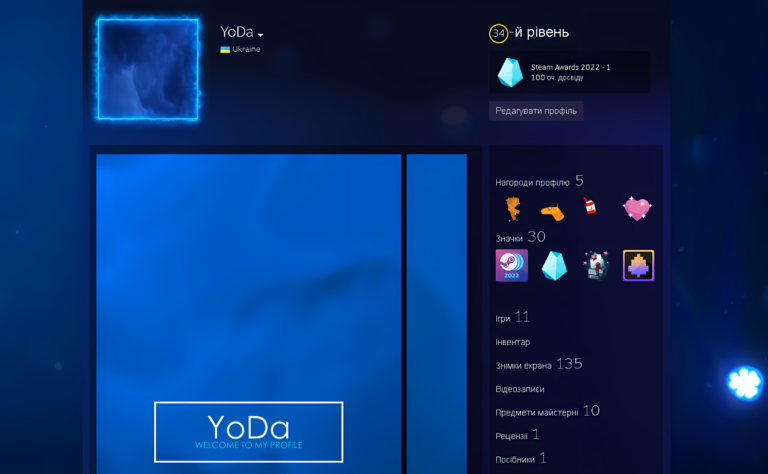 YoDa
Ukraine
34-й рівень
Steam Awards 2022 - 1
100 оч. досвіду
Редагувати профіль
YoDa
WELCOME TO MY PROFILE
Нагороди профілю 5
Значки 30
2022
Ігри 11
Інвентар
Знімки екрана 135
Відеозаписи
Предмети майстерні 10
Рецензії 1
Посібники 1